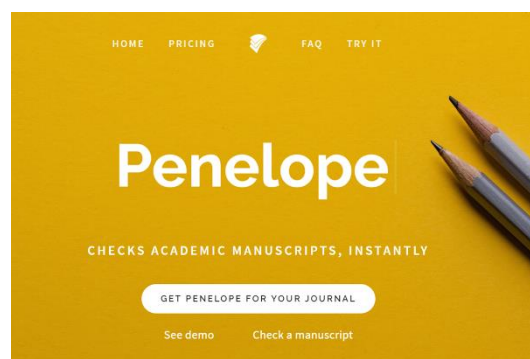 HOME PRICING FAQ TRY IT
Penelope
CHECKS ACADEMIC MANUSCRIPTS, INSTANTLY
GET PENELOPE FOR YOUR JOURNAL
See demo Check a manuscript